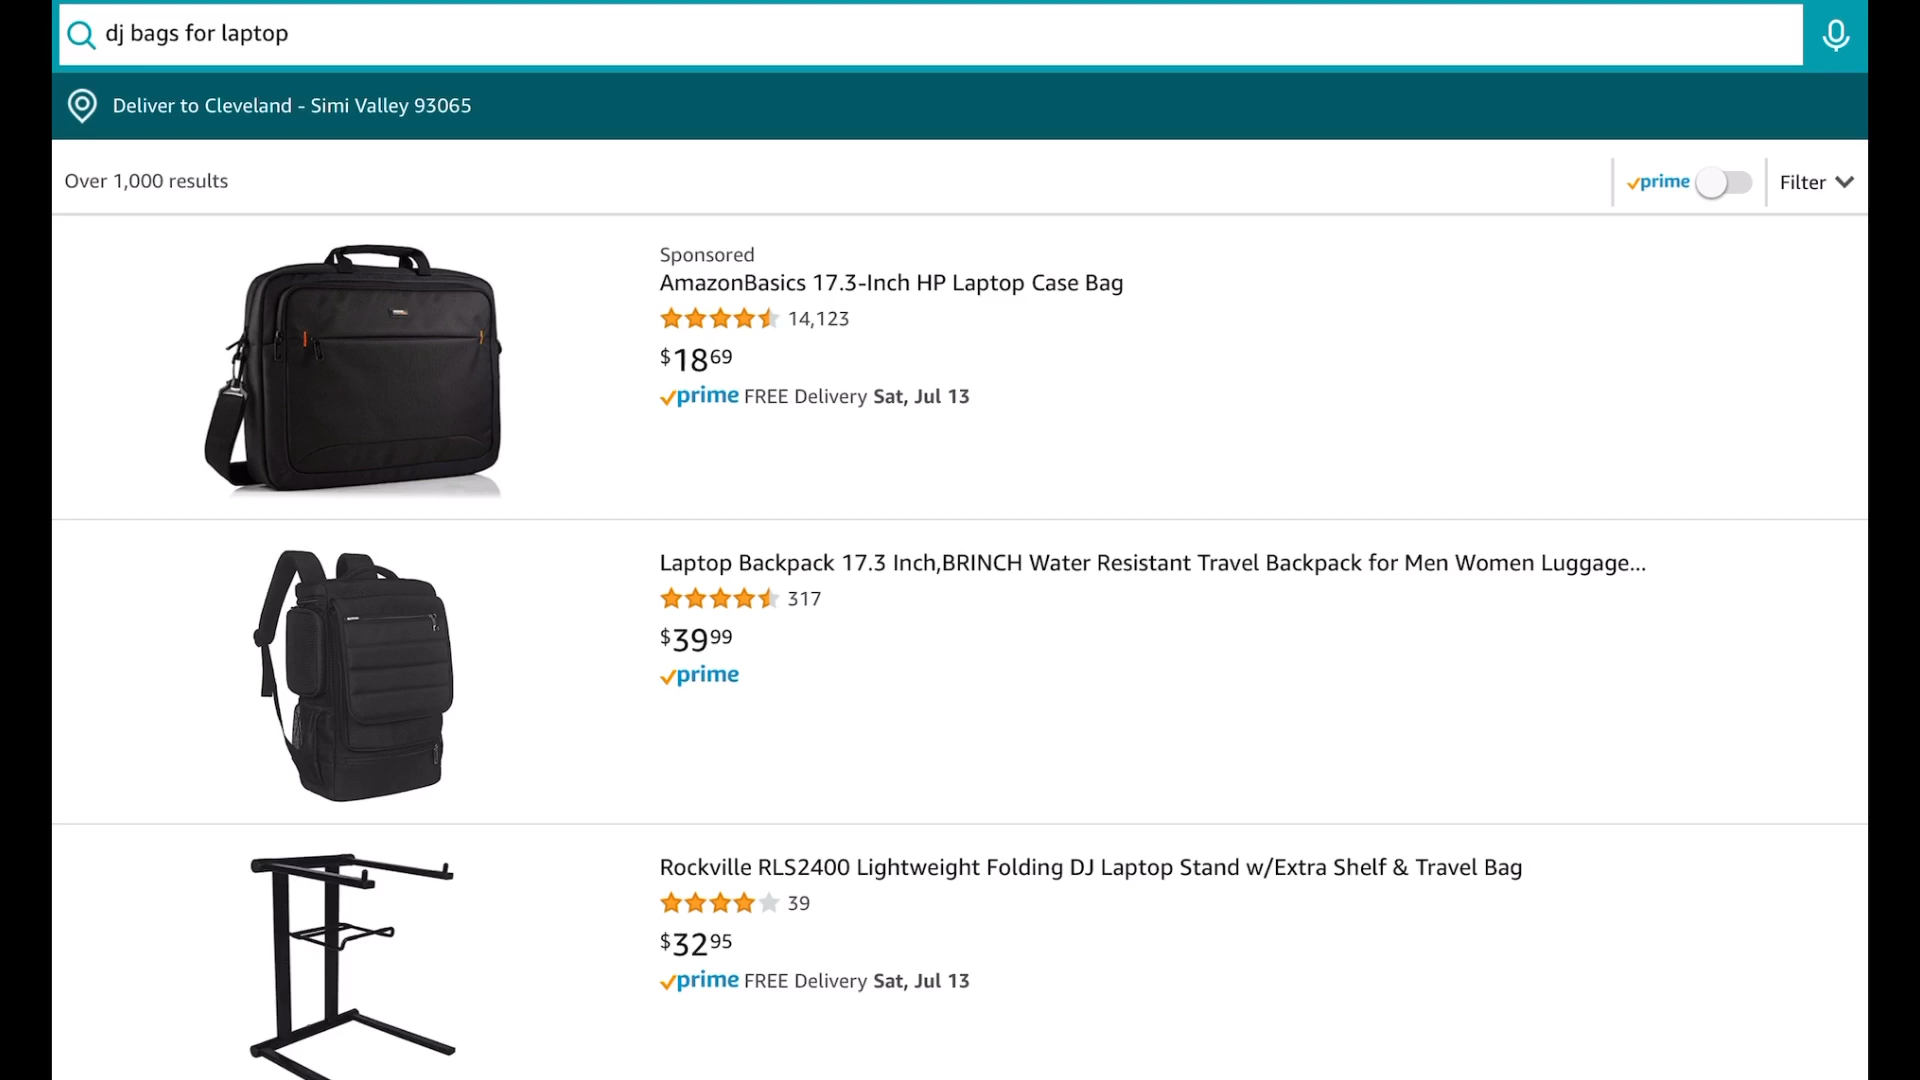 dj bags for laptop
Deliver to Cleveland - Simi Valley 93065
Over 1,000 results
prime
Filter
Sponsored
AmazonBasics 17.3-Inch HP Laptop Case Bag
14,123
$1869
prime FREE Delivery Sat, Jul 13
Laptop Backpack 17.3 Inch,BRINCH Water Resistant Travel Backpack for Men Women Luggage...
317
$3999
prime
Rockville RLS2400 Lightweight Folding DJ Laptop Stand w/Extra Shelf & Travel Bag
39
$3295
prime FREE Delivery Sat, Jul 13